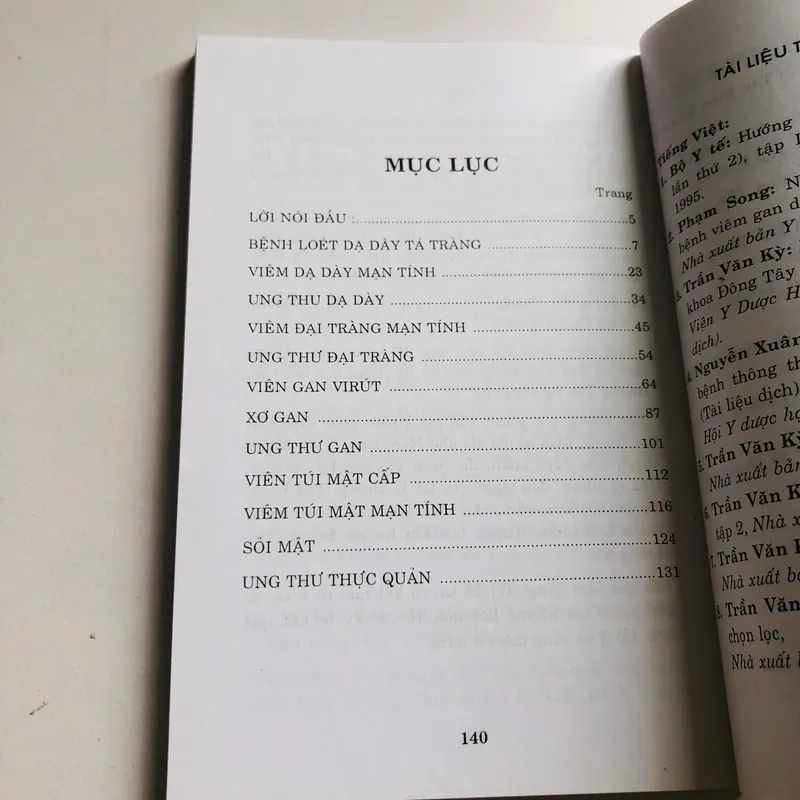 MỤC LỤC
Trang
LỜI NÓI ĐẦU :......5
BỆNH LOÉT DẠ DÀY TÁ TRÀNG......7
VIÊM DẠ DÀY MẠN TÍNH......23
UNG THU DẠ DÀY......34
VIÊM ĐẠI TRÀNG MẠN TÍNH......45
UNG THƯ ĐẠI TRÀNG......54
VIÊN GAN VIRÚT......64
XƠ GAN......87
UNG THƯ GAN......101
VIÊN TÚI MẬT CẤP......112
VIÊM TÚI MẬT MẠN TÍNH......116
SỎI MẬT......124
UNG THƯ THỰC QUẢN......131
140
TÀI LIỆU
Tiếng Việt:
1. Bộ Y tế: Hướng
lần thứ 2), tập
1995.
2. Phạm Song:
bệnh viêm gan
Nhà xuất bản Y
3. Trần Văn Kỳ:
khoa Đông Tây
Viện Y Dược
dịch).
4. Nguyễn Xuân
bệnh thông
(Tài liệu dịch)
Hội Y dược
5. Trần Văn Kỳ
Nhà xuất bản
6. Trần Văn
tập 2, Nhà
7. Trần Văn
Nhà xuất
8. Trần Văn
chọn lọc,
Nhà xuất